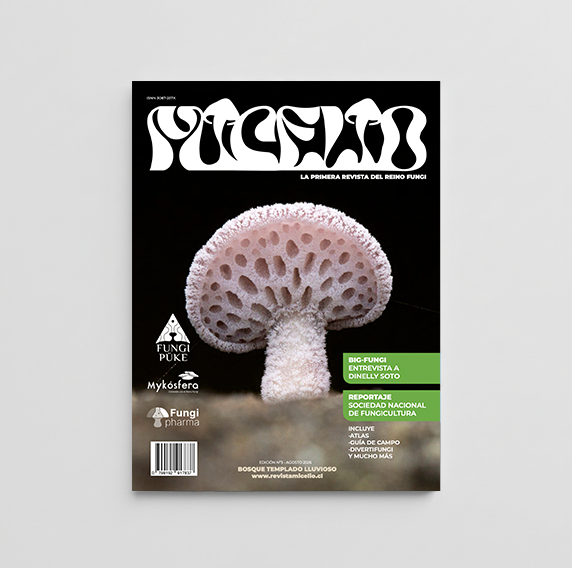 MICELIO
LA PRIMERA REVISTA DEL REINO FUNGI
FUNGI
PÜKE
Mykósfera
Fungi
pharma
BIG-FUNGI
ENTREVISTA A
DINELLY SOTO
REPORTAJE
SOCIEDAD NACIONAL
DE FUNGICULTURA
INCLUYE
-ATLAS
-GUÍA DE CAMPO
-DIVERTIFUNGI
Y MUCHO MÁS
BOSQUE TEMPLADO LLUVIOSO
www.revistamicelio.cl